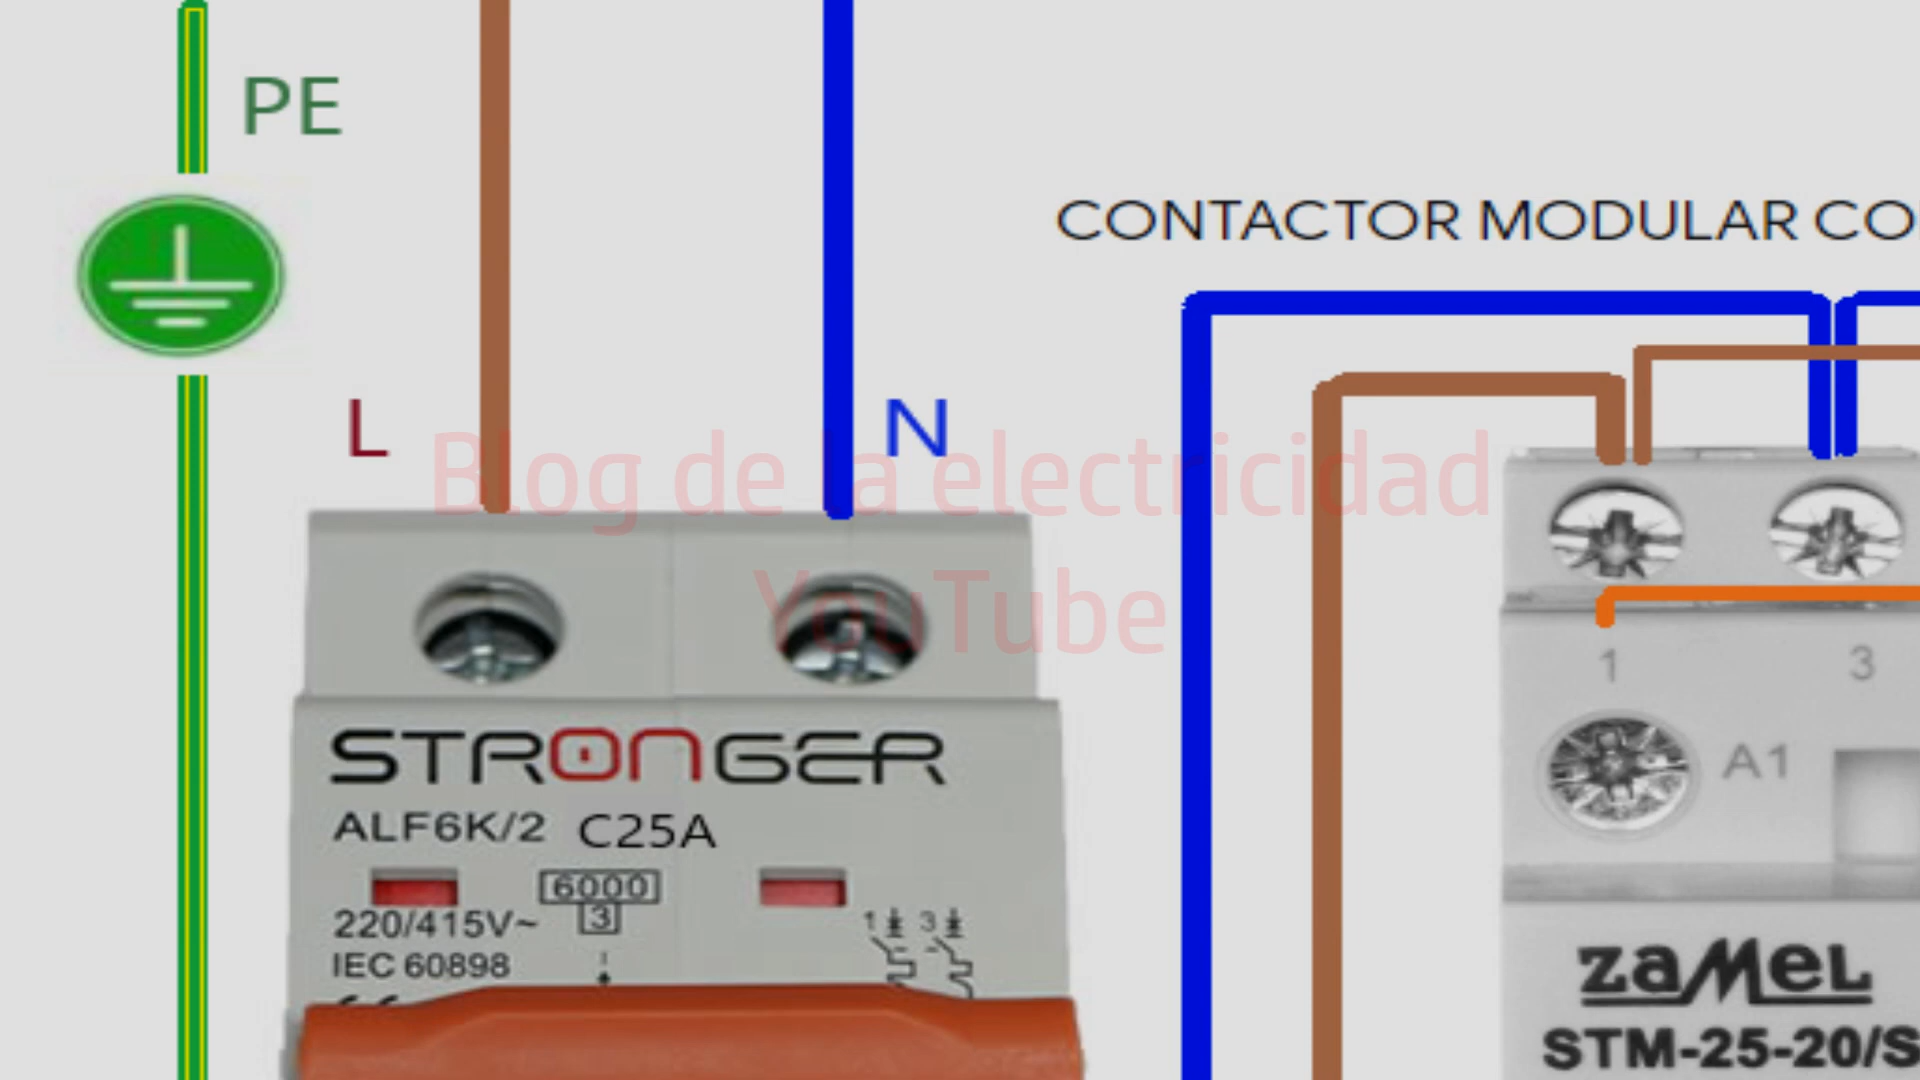 PE
CONTACTOR MODULAR CO
L
N
Blog de la electricidad
YouTube
1
3
STRONGER
A1
ALF6K/2 C25A
6000
3
220/415V~
1
3
IEC 60898
zaMeL
STM-25-20/S